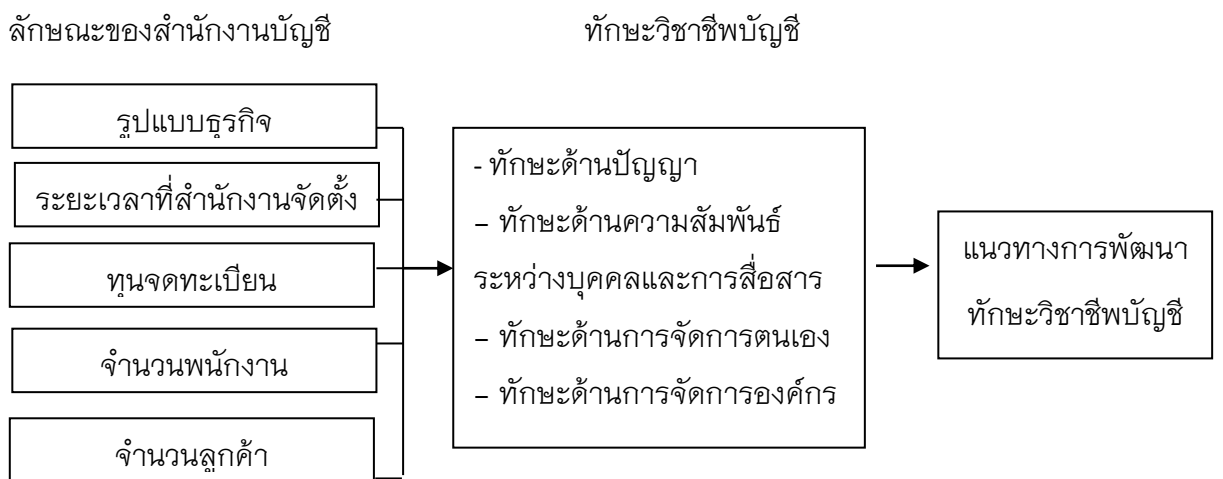 ลักษณะของสำนักงานบัญชี
ทักษะวิชาชีพบัญชี
รูปแบบธุรกิจ
ระยะเวลาที่สำนักงานจัดตั้ง
ทุนจดทะเบียน
จำนวนพนักงาน
จำนวนลูกค้า
- ทักษะด้านปัญญา
– ทักษะด้านความสัมพันธ์
ระหว่างบุคคลและการสื่อสาร
– ทักษะด้านการจัดการตนเอง
– ทักษะด้านการจัดการองค์กร
แนวทางการพัฒนา
ทักษะวิชาชีพบัญชี